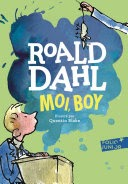 ROALD
DAHL
MOI, BOY
Illustré par
Quentin Blake
FOLIO
JUNIOR